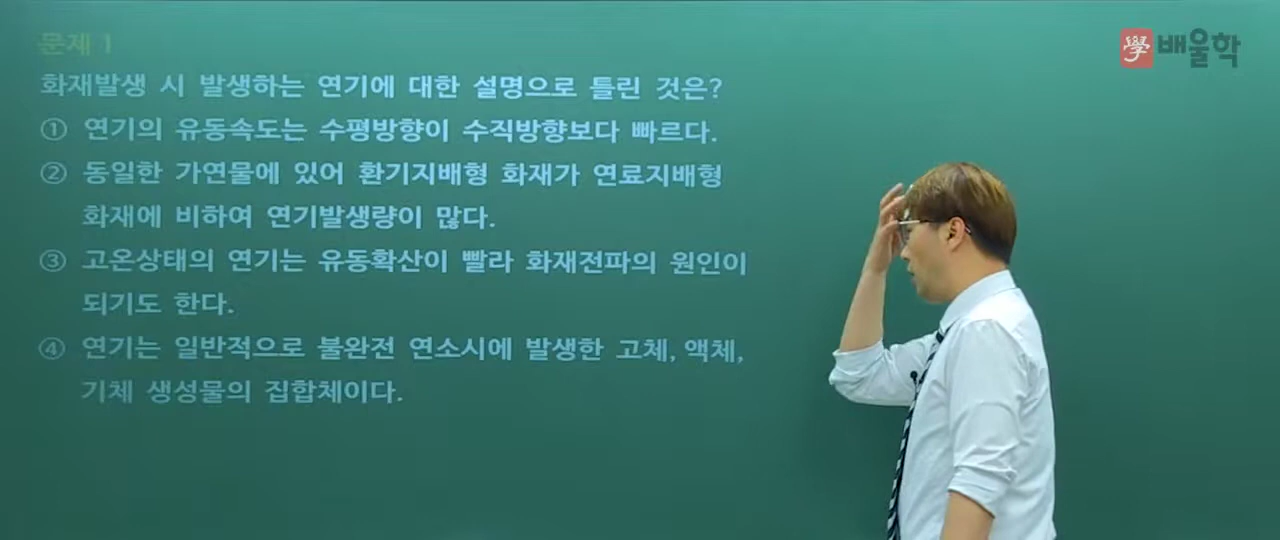 문제 1
學 배울학
화재발생 시 발생하는 연기에 대한 설명으로 틀린 것은?
① 연기의 유동속도는 수평방향이 수직방향보다 빠르다.
② 동일한 가연물에 있어 환기지배형 화재가 연료지배형
화재에 비하여 연기발생량이 많다.
③ 고온상태의 연기는 유동확산이 빨라 화재전파의 원인이
되기도 한다.
④ 연기는 일반적으로 불완전 연소시에 발생한 고체, 액체,
기체 생성물의 집합체이다.